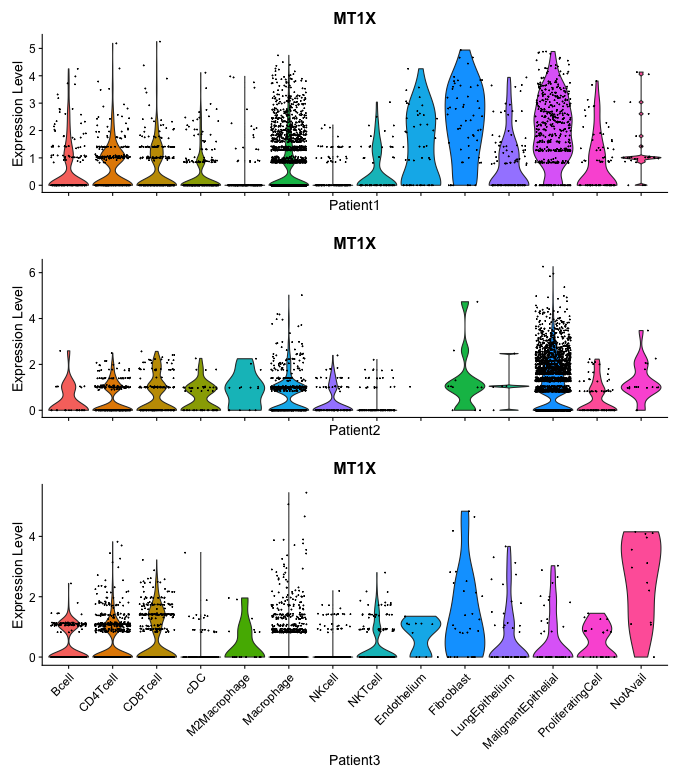 MT1X
Expression Level
5
4
3
2
1
0
Patient1
MT1X
Expression Level
6
4
2
0
Patient2
MT1X
Expression Level
4
2
0
Bcell
CD4Tcell
CD8Tcell
cDC
M2Macrophage
Macrophage
NKcell
NKTcell
Endothelium
Fibroblast
LungEpithelium
MalignantEpithelial
ProliferatingCell
NotAvail
Patient3